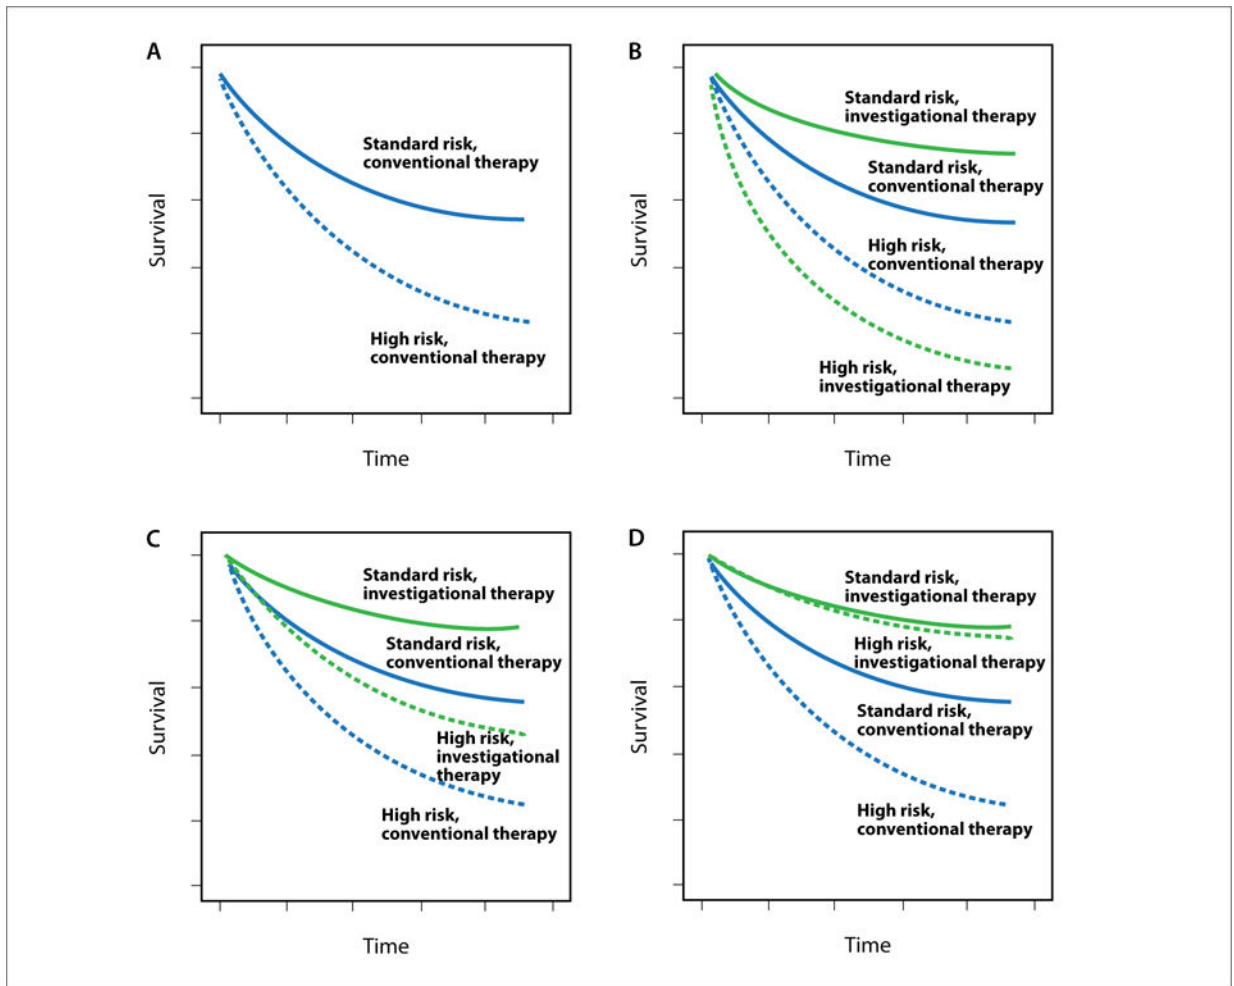 A
Standard risk,
conventional therapy
High risk,
conventional therapy
Survival
Time
B
Standard risk,
investigational therapy
Standard risk,
conventional therapy
High risk,
conventional therapy
High risk,
investigational therapy
Survival
Time
C
Standard risk,
investigational therapy
Standard risk,
conventional therapy
High risk,
investigational
therapy
High risk,
conventional therapy
Survival
Time
D
Standard risk,
investigational therapy
High risk,
investigational therapy
Standard risk,
conventional therapy
High risk,
conventional therapy
Survival
Time